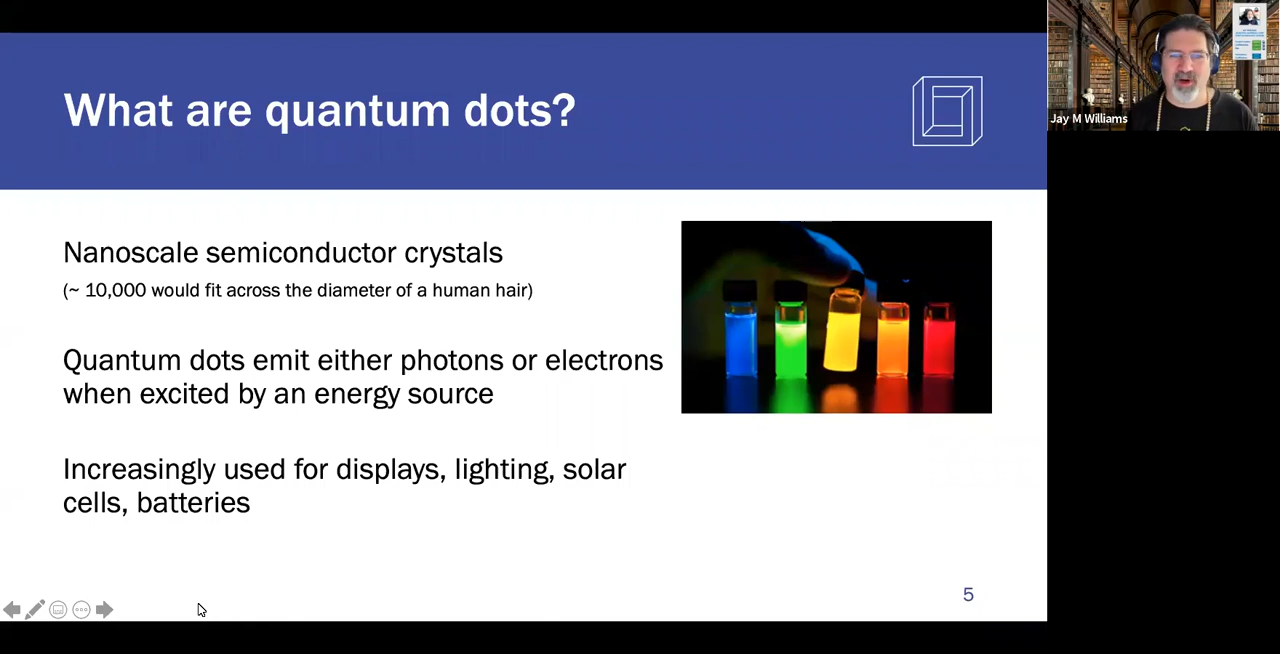 What are quantum dots?
Nanoscale semiconductor crystals
(~ 10,000 would fit across the diameter of a human hair)
Quantum dots emit either photons or electrons
when excited by an energy source
Increasingly used for displays, lighting, solar
cells, batteries
5
Jay M Williams